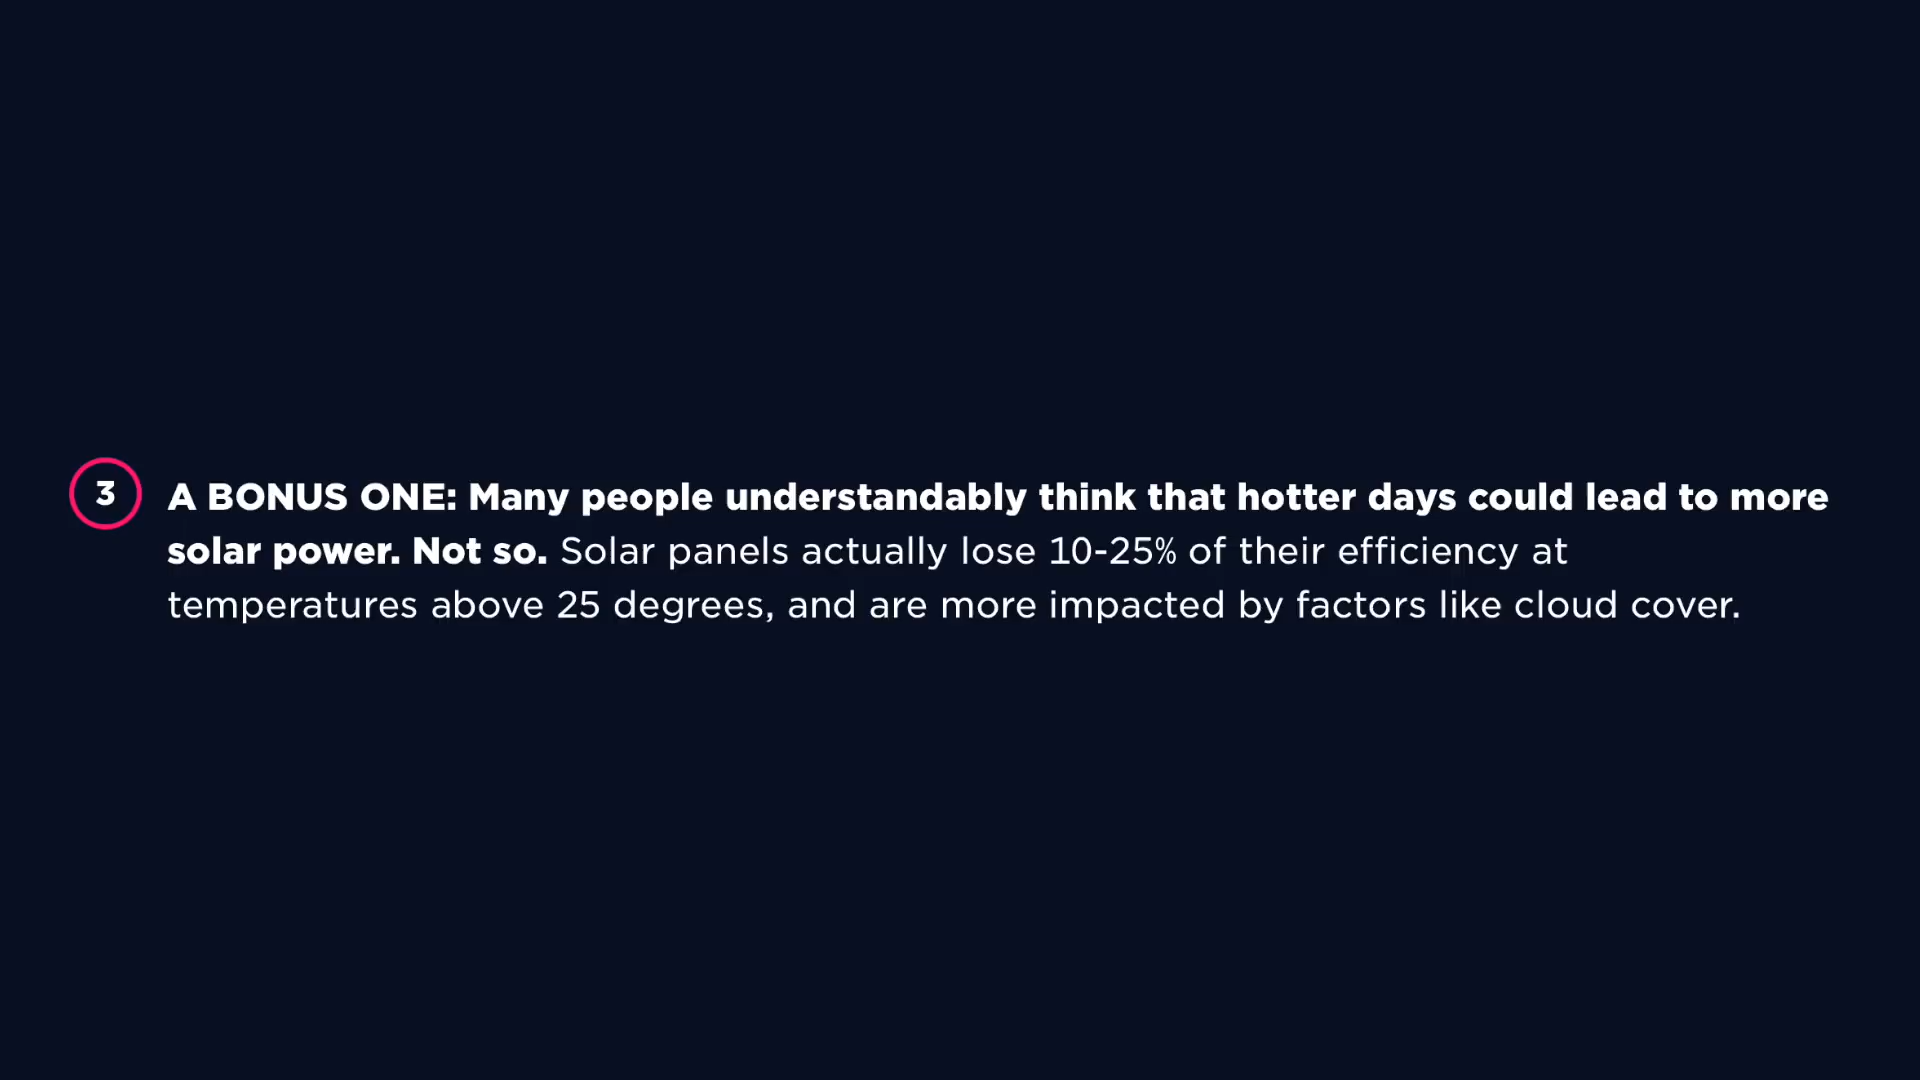 3
A BONUS ONE: Many people understandably think that hotter days could lead to more
solar power. Not so. Solar panels actually lose 10-25% of their efficiency at
temperatures above 25 degrees, and are more impacted by factors like cloud cover.